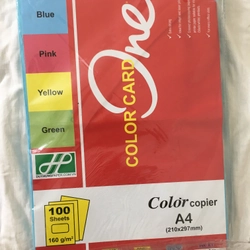 Blue
Pink
Yellow
Green
COLOR CARD
One
100
Sheets
160 g/m²
Color copier
A4
(210x297mm)